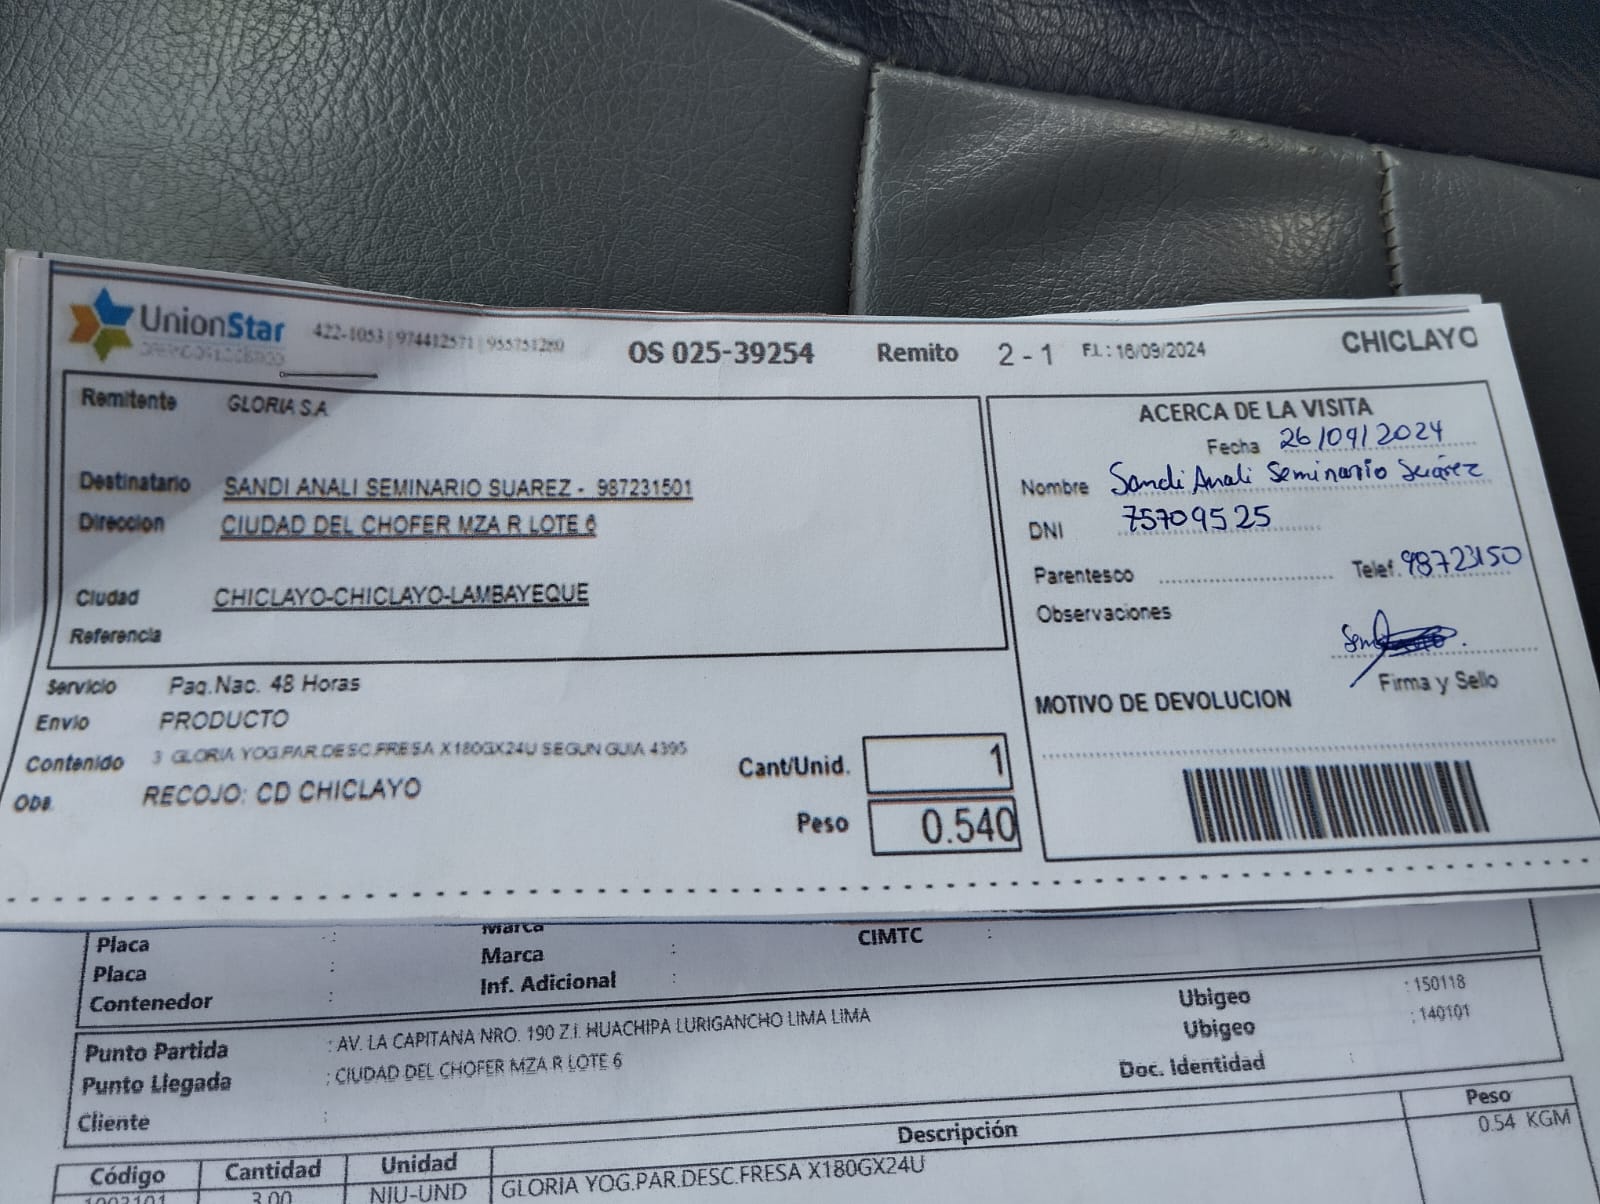 UnionStar 422-1053 | 974412571 | 955751280 OS 025-39254 Remito 2 - 1 F.I.: 16/09/2024 CHICLAYO
Remitente GLORIA S.A
Destinatario SANDI ANALI SEMINARIO SUAREZ - 987231501
Direccion CIUDAD DEL CHOFER MZA R LOTE 6
Ciudad CHICLAYO-CHICLAYO-LAMBAYEQUE
Referencia
ACERCA DE LA VISITA
Fecha 26/09/2024
Nombre Sandi Anali Seminario Suárez
DNI 75709525
Parentesco Telef. 98723150
Observaciones
Firma y Sello
MOTIVO DE DEVOLUCION
Servicio Paq.Nac. 48 Horas
Envio PRODUCTO
Contenido 3 GLORIA YOG.PAR.DESC.FRESA X180GX24U SEGUN GUIA 4395
Obs. RECOJO: CD CHICLAYO
Cant/Unid. 1
Peso 0.540
Placa : Marca
Placa : Marca : CIMTC :
Contenedor : Inf. Adicional :
Punto Partida : AV. LA CAPITANA NRO. 190 Z.I. HUACHIPA LURIGANCHO LIMA LIMA Ubigeo : 150118
Punto Llegada : CIUDAD DEL CHOFER MZA R LOTE 6 Ubigeo : 140101
Cliente : Doc. Identidad :
Código Cantidad Unidad Descripción Peso
3.00 NIU-UND GLORIA YOG.PAR.DESC.FRESA X180GX24U 0.54 KGM